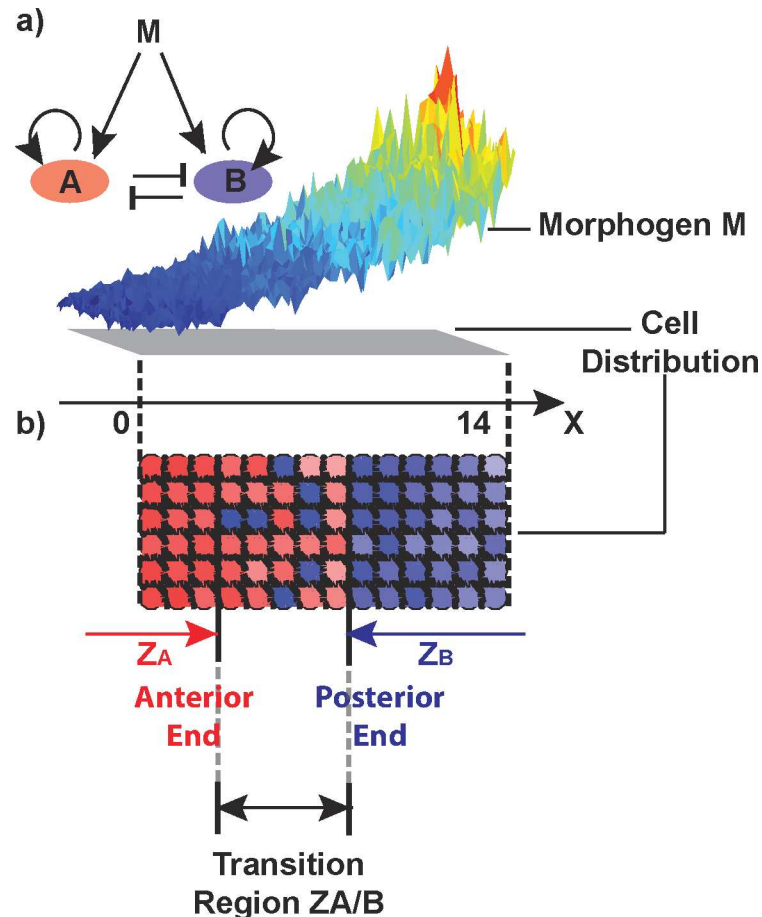 a)
M
A
B
Morphogen M
Cell
Distribution
b)
0
14
X
ZA
ZB
Anterior
End
Posterior
End
Transition
Region ZA/B